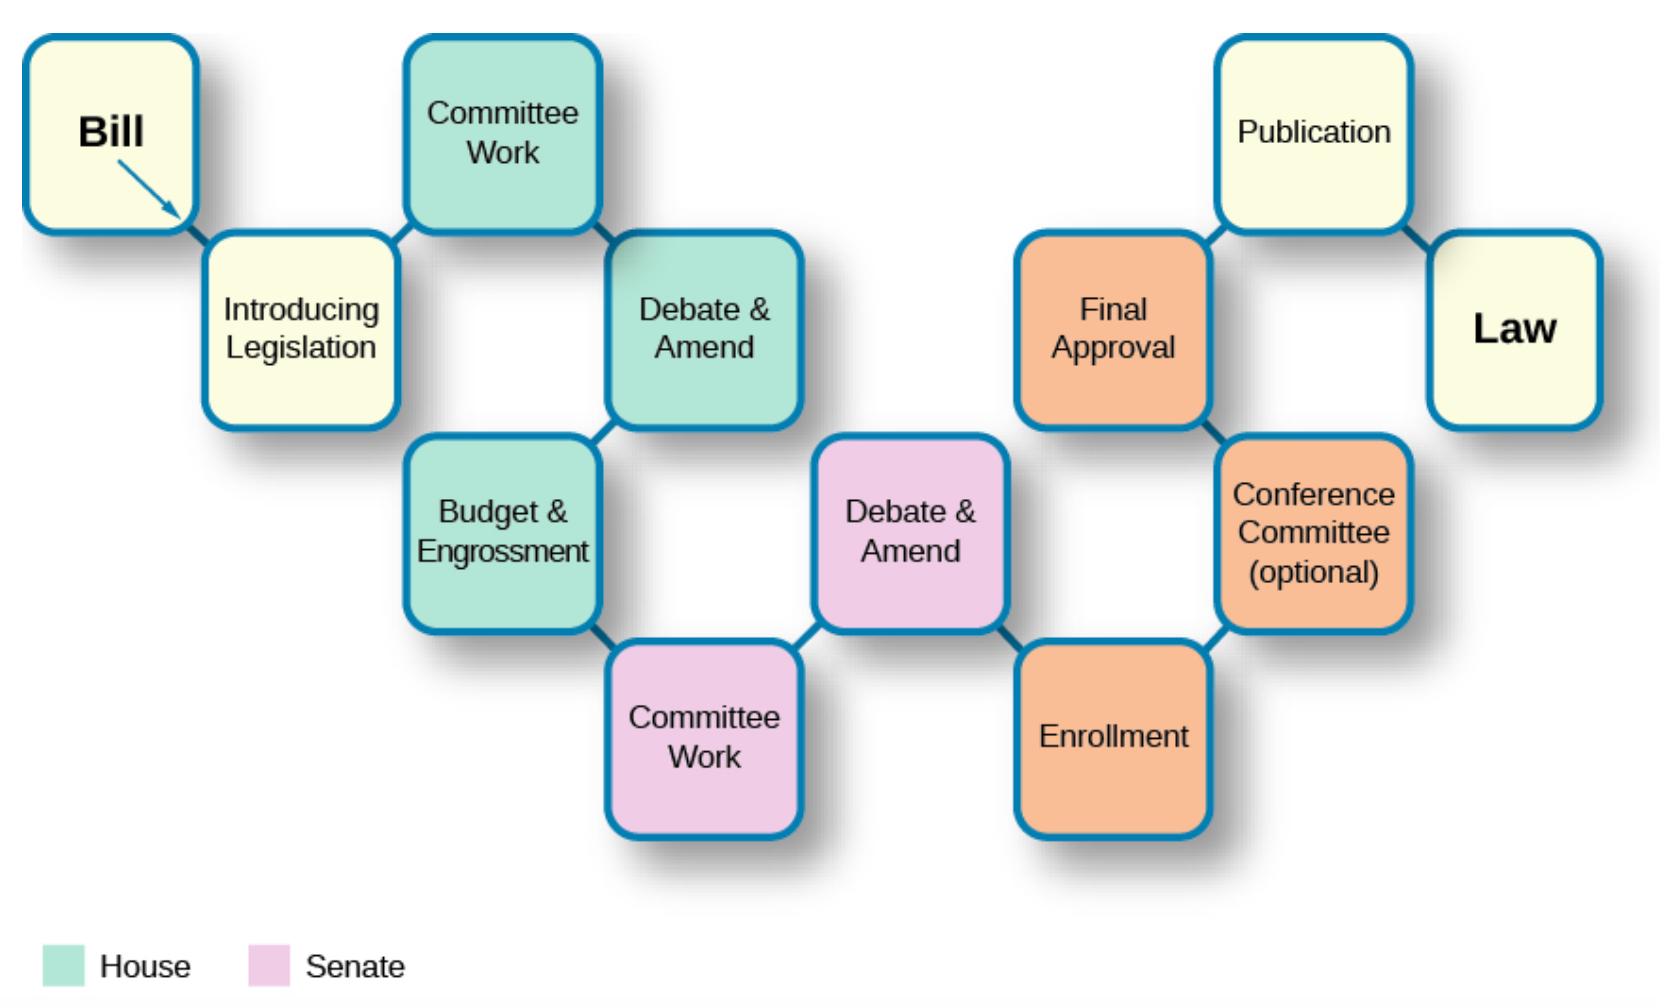 Bill
Introducing
Legislation
Committee
Work
Debate &
Amend
Budget &
Engrossment
Committee
Work
Debate &
Amend
Enrollment
Conference
Committee
(optional)
Final
Approval
Publication
Law
House
Senate